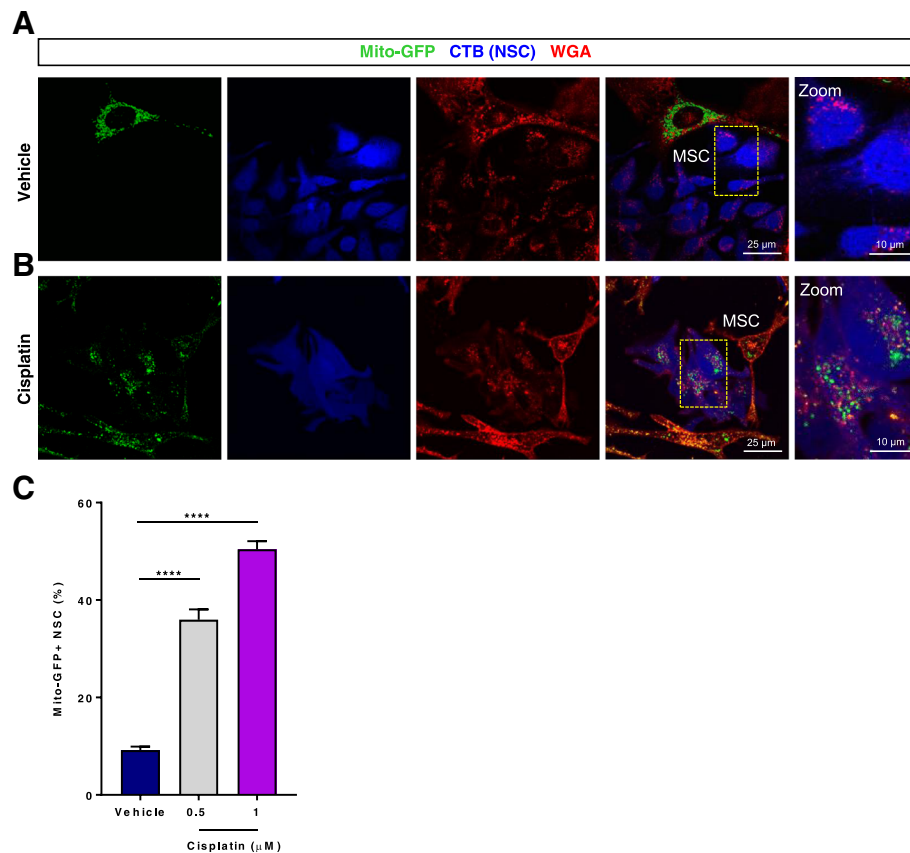 A
Mito-GFP CTB (NSC) WGA
Vehicle
MSC
25 µm
Zoom
10 µm
B
Cisplatin
MSC
25 µm
Zoom
10 µm
C
Mito-GFP+ NSC (%)
60
40
20
0
****
****
Vehicle 0.5 1
Cisplatin (µM)